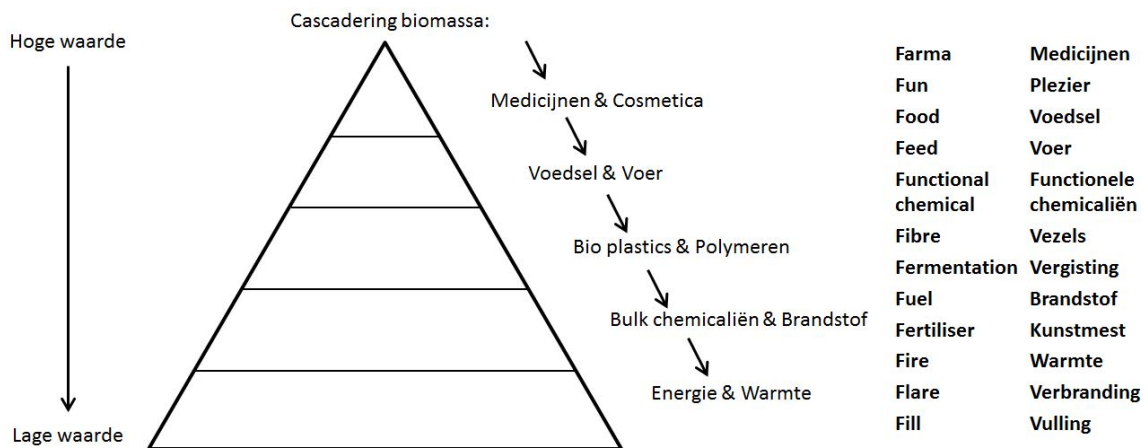 Cascadering biomassa:
Hoge waarde
Medicijnen & Cosmetica
Voedsel & Voer
Bio plastics & Polymeren
Bulk chemicaliën & Brandstof
Energie & Warmte
Lage waarde
Farma Medicijnen
Fun Plezier
Food Voedsel
Feed Voer
Functional Functionele
chemical chemicaliën
Fibre Vezels
Fermentation Vergisting
Fuel Brandstof
Fertiliser Kunstmest
Fire Warmte
Flare Verbranding
Fill Vulling